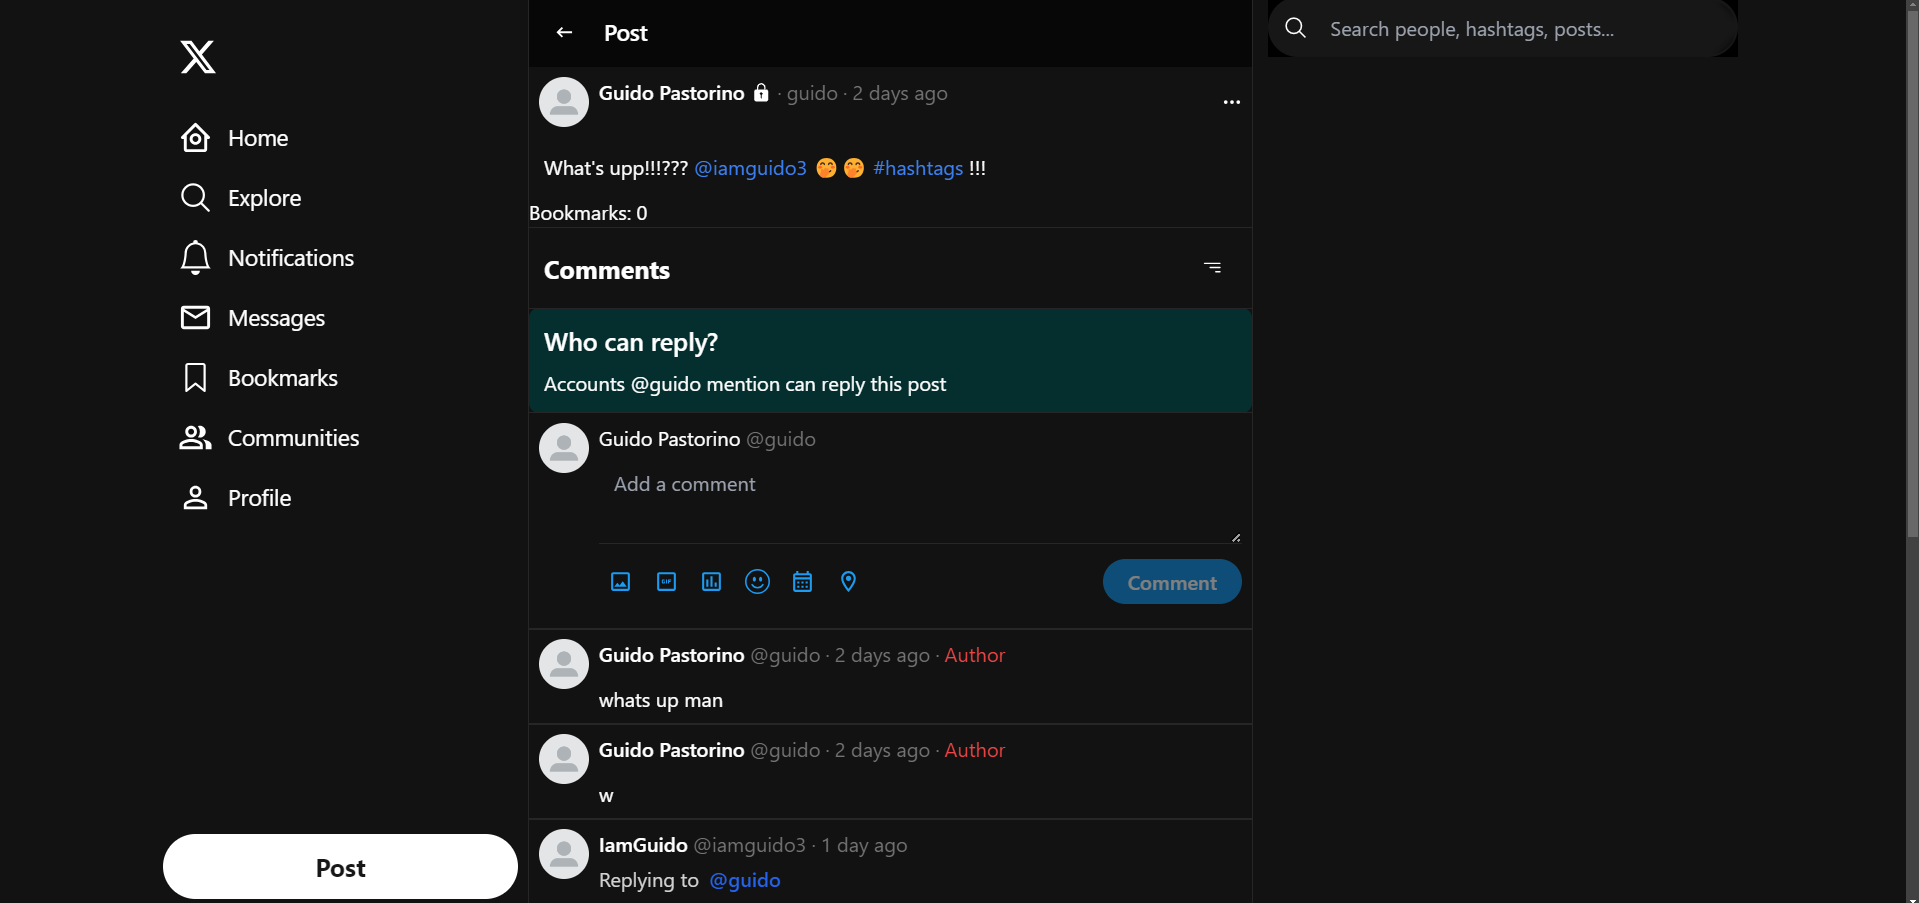 Home
Explore
Notifications
Messages
Bookmarks
Communities
Profile
Post
Post
Guido Pastorino · guido · 2 days ago
What's upp!!!??? @iamguido3 🤭 🤭 #hashtags !!!
Bookmarks: 0
Comments
Who can reply?
Accounts @guido mention can reply this post
Guido Pastorino @guido
Add a comment
GIF
Comment
Guido Pastorino @guido · 2 days ago · Author
whats up man
Guido Pastorino @guido · 2 days ago · Author
w
IamGuido @iamguido3 · 1 day ago
Replying to @guido
Search people, hashtags, posts...